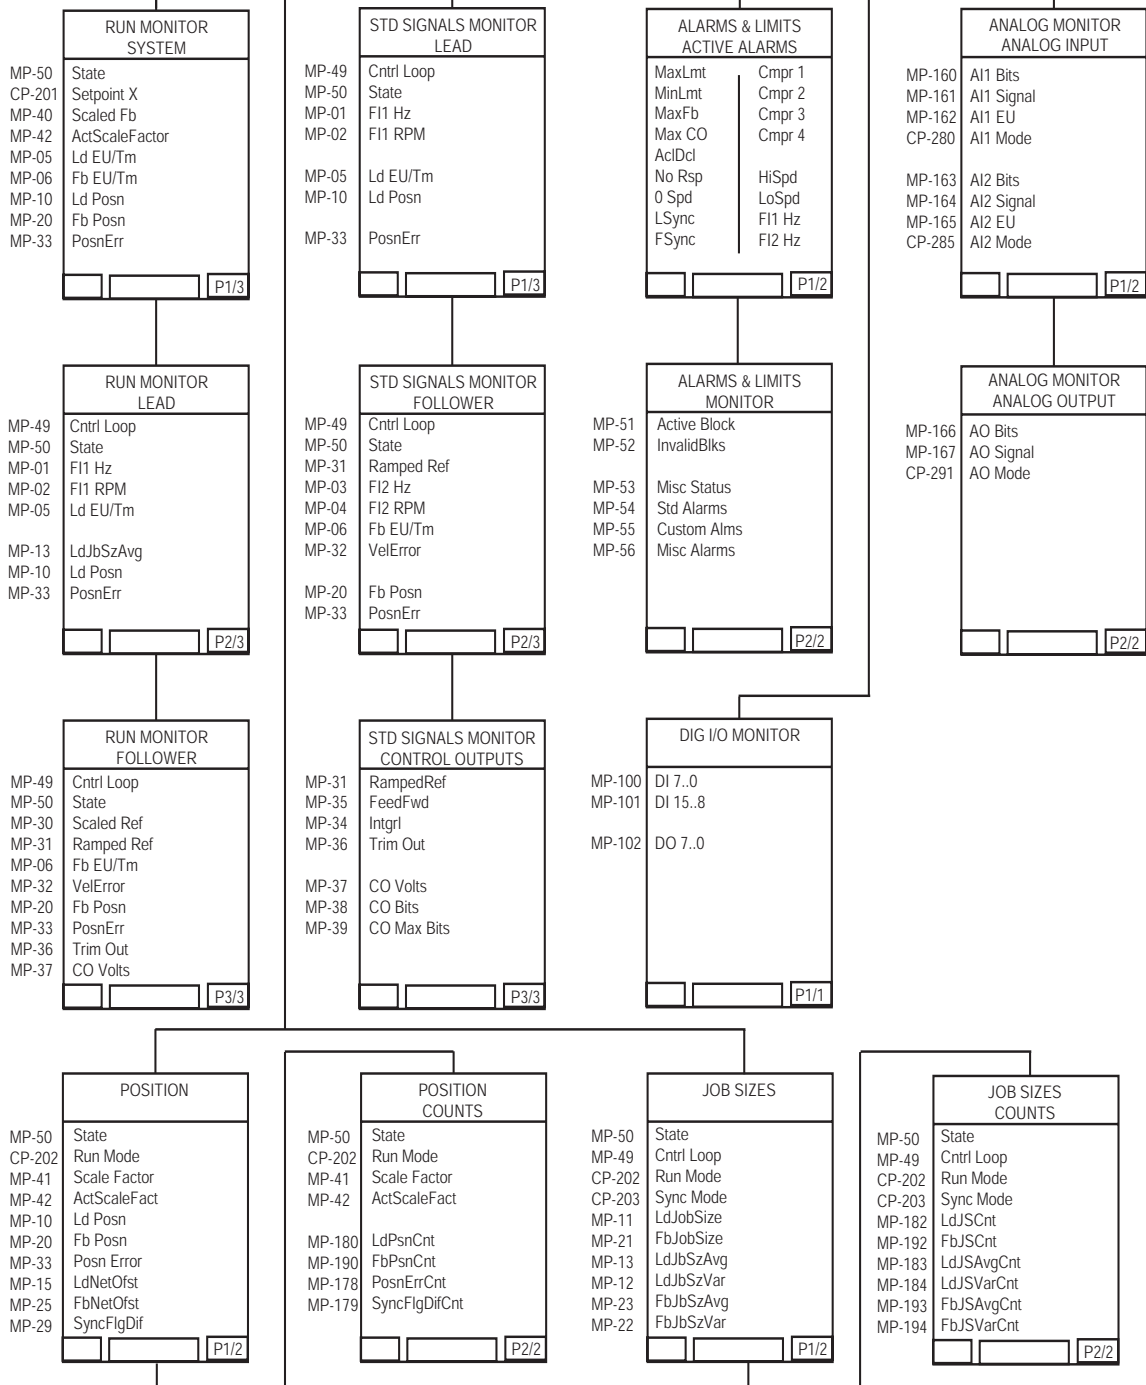 RUN MONITOR
SYSTEM
MP-50 State
CP-201 Setpoint X
MP-40 Scaled Fb
MP-42 ActScaleFactor
MP-05 Ld EU/Tm
MP-06 Fb EU/Tm
MP-10 Ld Posn
MP-20 Fb Posn
MP-33 PosnErr
P1/3
STD SIGNALS MONITOR
LEAD
MP-49 Cntrl Loop
MP-50 State
MP-01 FI1 Hz
MP-02 FI1 RPM
MP-05 Ld EU/Tm
MP-10 Ld Posn
MP-33 PosnErr
P1/3
ALARMS & LIMITS
ACTIVE ALARMS
MaxLmt Cmpr 1
MinLmt Cmpr 2
MaxFb Cmpr 3
Max CO Cmpr 4
AclDcl
No Rsp HiSpd
0 Spd LoSpd
LSync FI1 Hz
FSync FI2 Hz
P1/2
ANALOG MONITOR
ANALOG INPUT
MP-160 AI1 Bits
MP-161 AI1 Signal
MP-162 AI1 EU
CP-280 AI1 Mode
MP-163 AI2 Bits
MP-164 AI2 Signal
MP-165 AI2 EU
CP-285 AI2 Mode
P1/2
RUN MONITOR
LEAD
MP-49 Cntrl Loop
MP-50 State
MP-01 FI1 Hz
MP-02 FI1 RPM
MP-05 Ld EU/Tm
MP-13 LdJbSzAvg
MP-10 Ld Posn
MP-33 PosnErr
P2/3
STD SIGNALS MONITOR
FOLLOWER
MP-49 Cntrl Loop
MP-50 State
MP-31 Ramped Ref
MP-03 FI2 Hz
MP-04 FI2 RPM
MP-06 Fb EU/Tm
MP-32 VelError
MP-20 Fb Posn
MP-33 PosnErr
P2/3
ALARMS & LIMITS
MONITOR
MP-51 Active Block
MP-52 InvalidBlks
MP-53 Misc Status
MP-54 Std Alarms
MP-55 Custom Alms
MP-56 Misc Alarms
P2/2
ANALOG MONITOR
ANALOG OUTPUT
MP-166 AO Bits
MP-167 AO Signal
CP-291 AO Mode
P2/2
RUN MONITOR
FOLLOWER
MP-49 Cntrl Loop
MP-50 State
MP-30 Scaled Ref
MP-31 Ramped Ref
MP-06 Fb EU/Tm
MP-32 VelError
MP-20 Fb Posn
MP-33 PosnErr
MP-36 Trim Out
MP-37 CO Volts
P3/3
STD SIGNALS MONITOR
CONTROL OUTPUTS
MP-31 RampedRef
MP-35 FeedFwd
MP-34 Intgrl
MP-36 Trim Out
MP-37 CO Volts
MP-38 CO Bits
MP-39 CO Max Bits
P3/3
DIG I/O MONITOR
MP-100 DI 7..0
MP-101 DI 15..8
MP-102 DO 7..0
P1/1
POSITION
MP-50 State
CP-202 Run Mode
MP-41 Scale Factor
MP-42 ActScaleFact
MP-10 Ld Posn
MP-20 Fb Posn
MP-33 Posn Error
MP-15 LdNetOfst
MP-25 FbNetOfst
MP-29 SyncFlgDif
P1/2
POSITION
COUNTS
MP-50 State
CP-202 Run Mode
MP-41 Scale Factor
MP-42 ActScaleFact
MP-180 LdPsnCnt
MP-190 FbPsnCnt
MP-178 PosnErrCnt
MP-179 SyncFlgDifCnt
P2/2
JOB SIZES
MP-50 State
MP-49 Cntrl Loop
CP-202 Run Mode
CP-203 Sync Mode
MP-11 LdJobSize
MP-21 FbJobSize
MP-13 LdJbSzAvg
MP-12 LdJbSzVar
MP-23 FbJbSzAvg
MP-22 FbJbSzVar
P1/2
JOB SIZES
COUNTS
MP-50 State
MP-49 Cntrl Loop
CP-202 Run Mode
CP-203 Sync Mode
MP-182 LdJSCnt
MP-192 FbJSCnt
MP-183 LdJSAvgCnt
MP-184 LdJSVarCnt
MP-193 FbJSAvgCnt
MP-194 FbJSVarCnt
P2/2